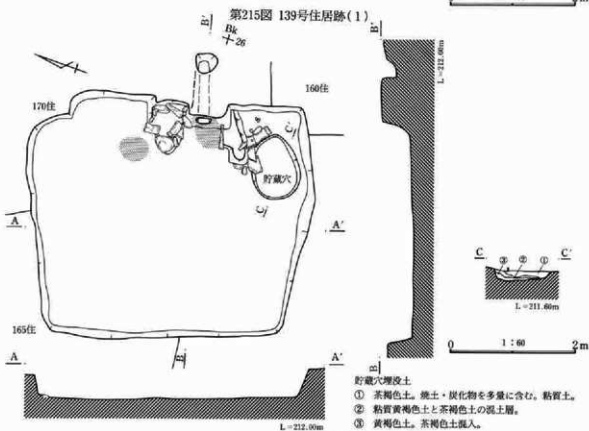 第215図 139号住居跡(1)
B'
Bk
26
B'
L=212.00m
160住
170住
C'
貯蔵穴
C
A
A'
C
C'
③
②
①
L=211.60m
165住
B
B
0
1:60
2m
A
A'
L=212.00m
貯蔵穴埋没土
① 茶褐色土。焼土・炭化物を多量に含む。粘質土。
② 粘質黄褐色土と茶褐色土の混土層。
③ 黄褐色土。茶褐色土混入。